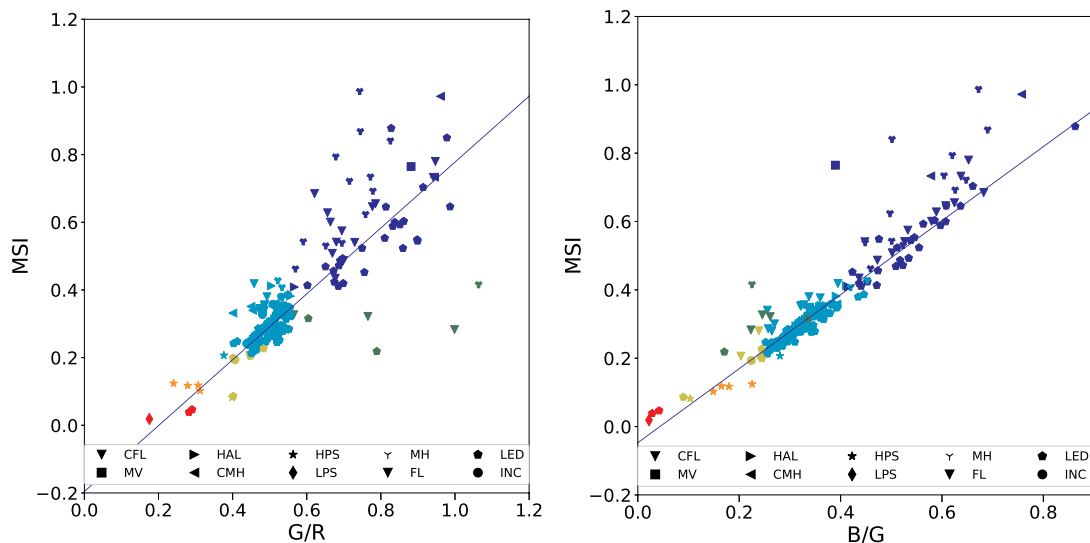 1.2
1.0
0.8
0.6
0.4
0.2
0.0
−0.2
MSI
CFL HAL HPS MH LED
MV CMH LPS FL INC
0.0 0.2 0.4 0.6 0.8 1.0 1.2
G/R
1.2
1.0
0.8
0.6
0.4
0.2
0.0
−0.2
MSI
CFL HAL HPS MH LED
MV CMH LPS FL INC
0.0 0.2 0.4 0.6 0.8
B/G